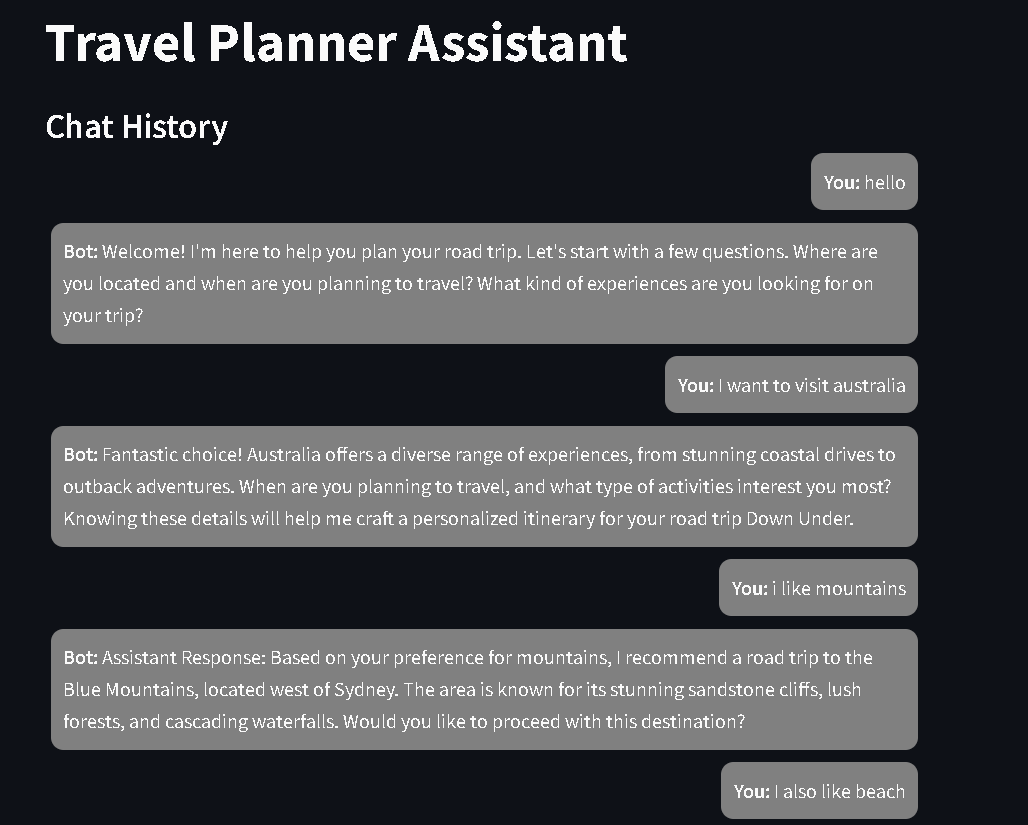 Travel Planner Assistant
Chat History
You: hello
Bot: Welcome! I'm here to help you plan your road trip. Let's start with a few questions. Where are
you located and when are you planning to travel? What kind of experiences are you looking for on
your trip?
You: I want to visit australia
Bot: Fantastic choice! Australia offers a diverse range of experiences, from stunning coastal drives to
outback adventures. When are you planning to travel, and what type of activities interest you most?
Knowing these details will help me craft a personalized itinerary for your road trip Down Under.
You: i like mountains
Bot: Assistant Response: Based on your preference for mountains, I recommend a road trip to the
Blue Mountains, located west of Sydney. The area is known for its stunning sandstone cliffs, lush
forests, and cascading waterfalls. Would you like to proceed with this destination?
You: I also like beach